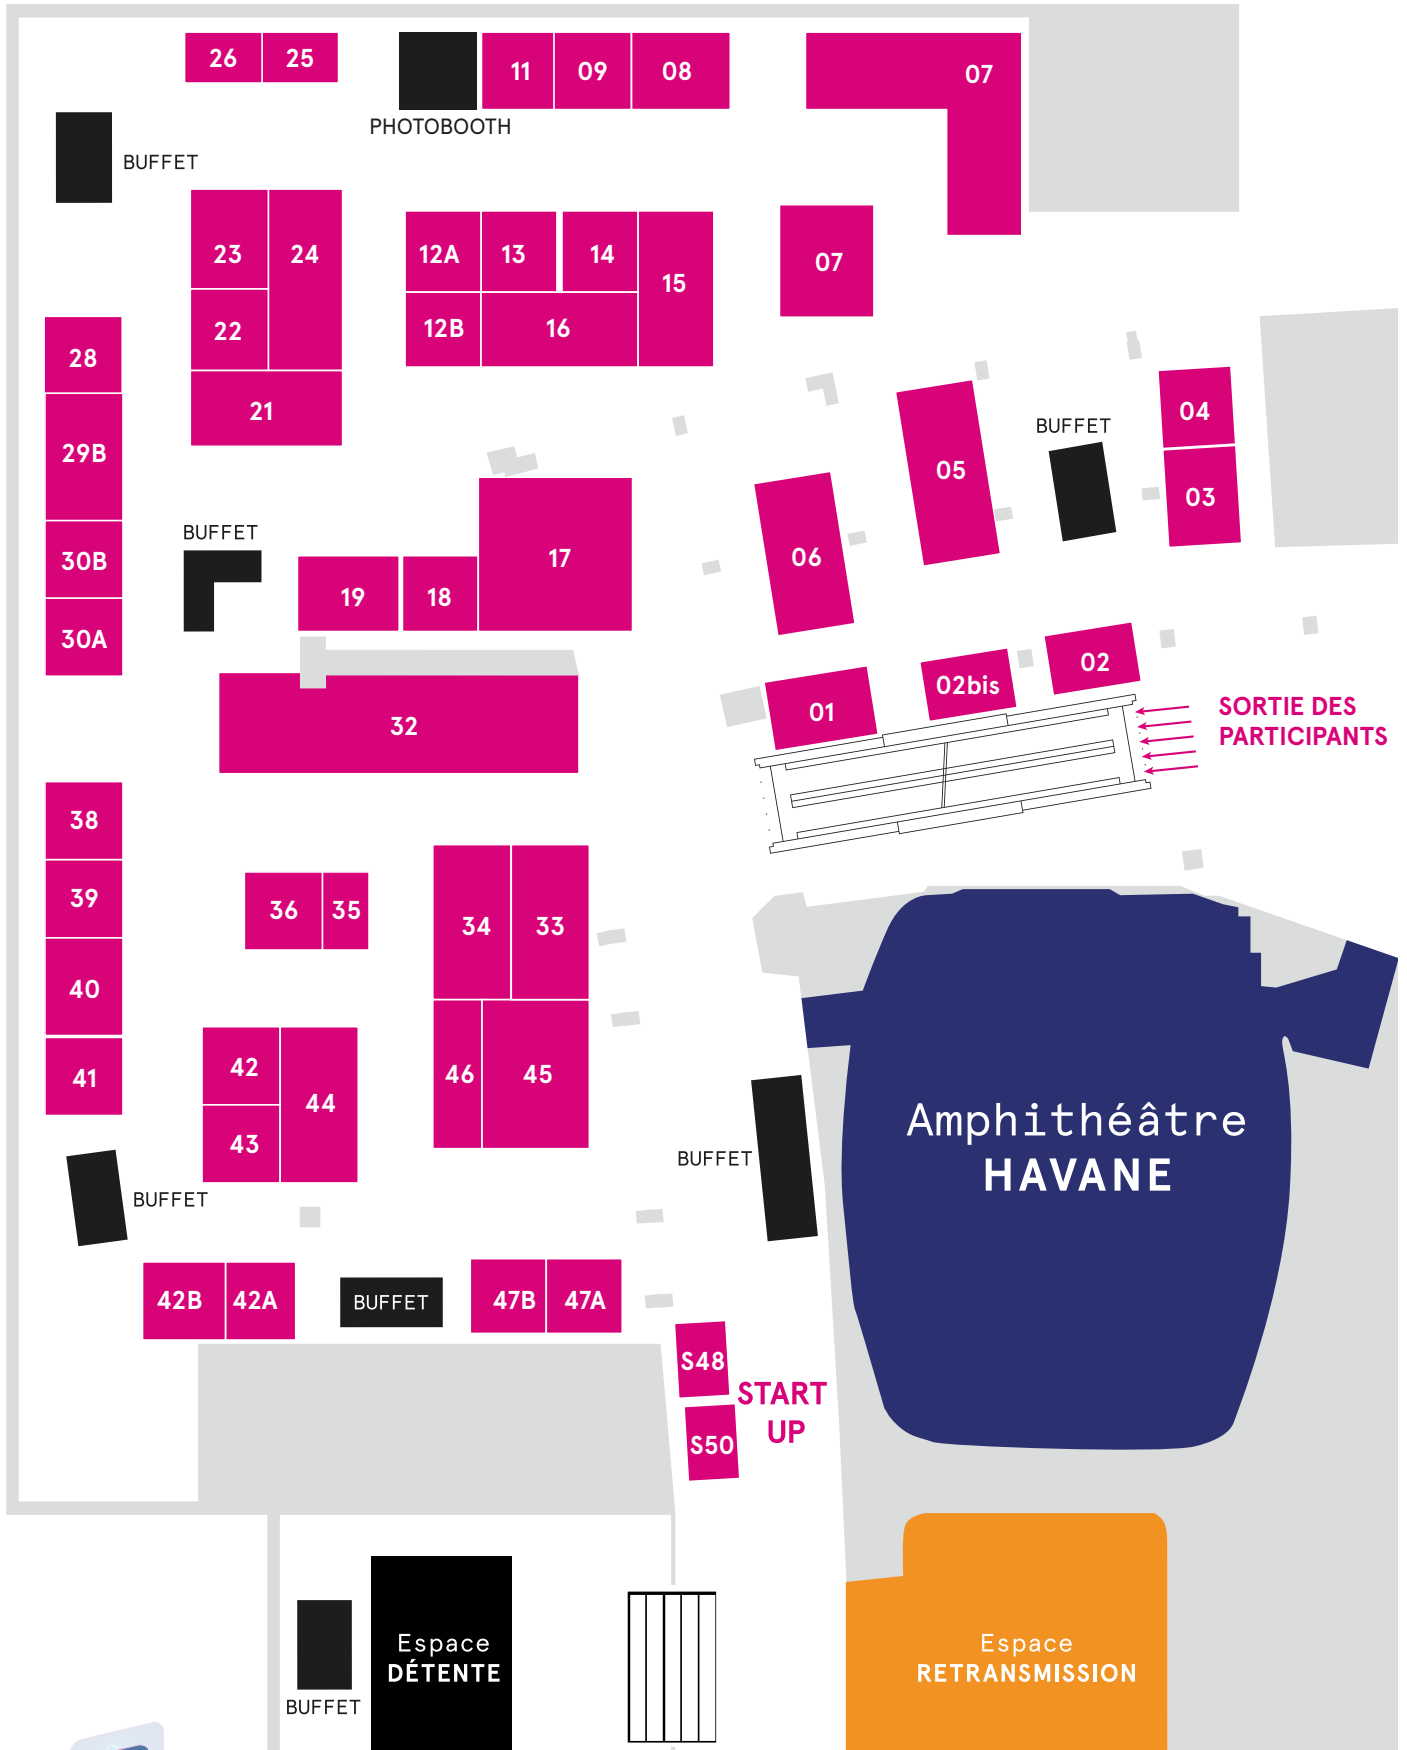 26
25
11
09
08
07
PHOTOBOOTH
BUFFET
23
24
12A
13
14
15
07
22
12B
16
28
21
04
BUFFET
29B
05
03
BUFFET
30B
17
06
19
18
30A
02
02bis
01
32
SORTIE DES
PARTICIPANTS
38
39
36
35
34
33
40
41
42
44
46
45
43
Amphithéâtre
HAVANE
BUFFET
BUFFET
42B
42A
BUFFET
47B
47A
S48
START
UP
S50
Espace
DÉTENTE
Espace
RETRANSMISSION
BUFFET